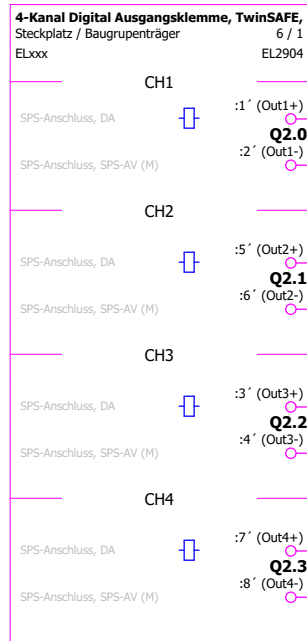 4-Kanal Digital Ausgangsklemme, TwinSAFE,
Steckplatz / Baugrupenträger 6 / 1
ELxxx EL2904
CH1
:1´ (Out1+)
SPS-Anschluss, DA
Q2.0
:2´ (Out1-)
SPS-Anschluss, SPS-AV (M)
CH2
:5´ (Out2+)
SPS-Anschluss, DA
Q2.1
:6´ (Out2-)
SPS-Anschluss, SPS-AV (M)
CH3
:3´ (Out3+)
SPS-Anschluss, DA
Q2.2
:4´ (Out3-)
SPS-Anschluss, SPS-AV (M)
CH4
:7´ (Out4+)
SPS-Anschluss, DA
Q2.3
:8´ (Out4-)
SPS-Anschluss, SPS-AV (M)